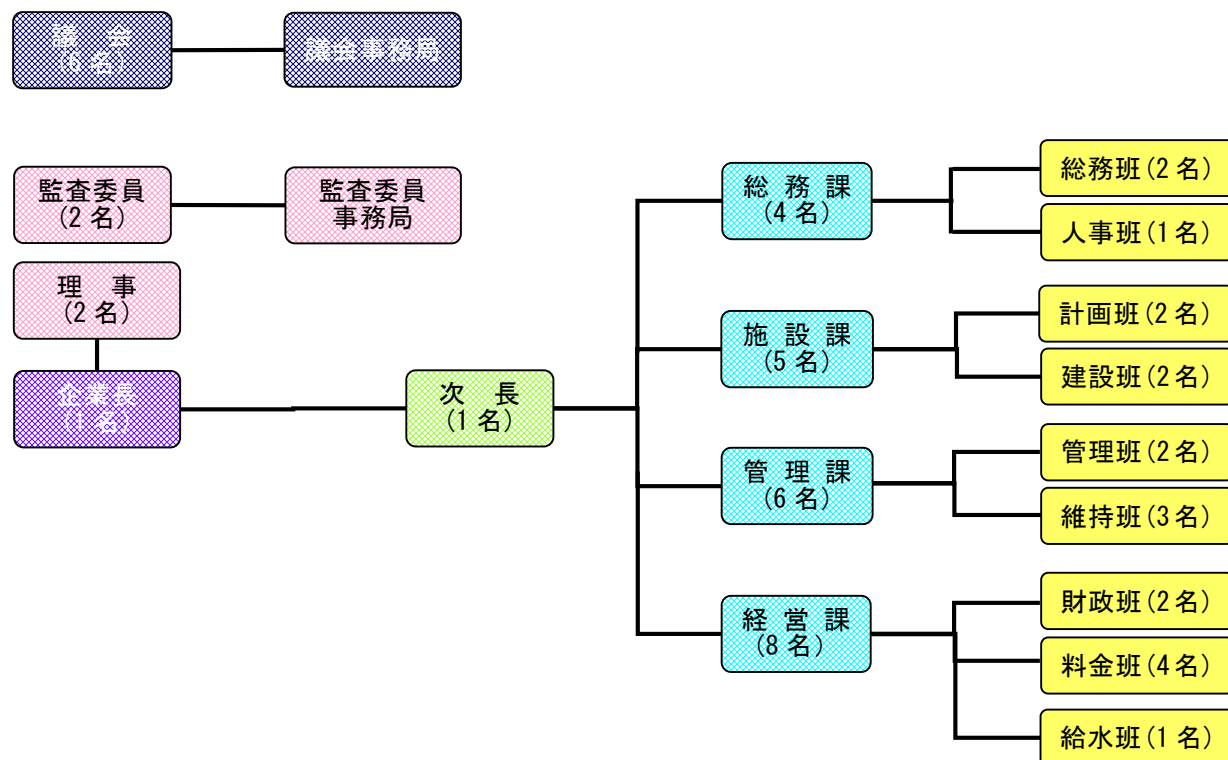 議　会
(6 名)
議会事務局
監査委員
(2 名)
監査委員
事務局
理　事
(2 名)
企業長
(1 名)
次　長
(1 名)
総 務 課
(4 名)
施 設 課
(5 名)
管 理 課
(6 名)
経 営 課
(8 名)
総務班(2 名)
人事班(1 名)
計画班(2 名)
建設班(2 名)
管理班(2 名)
維持班(3 名)
財政班(2 名)
料金班(4 名)
給水班(1 名)